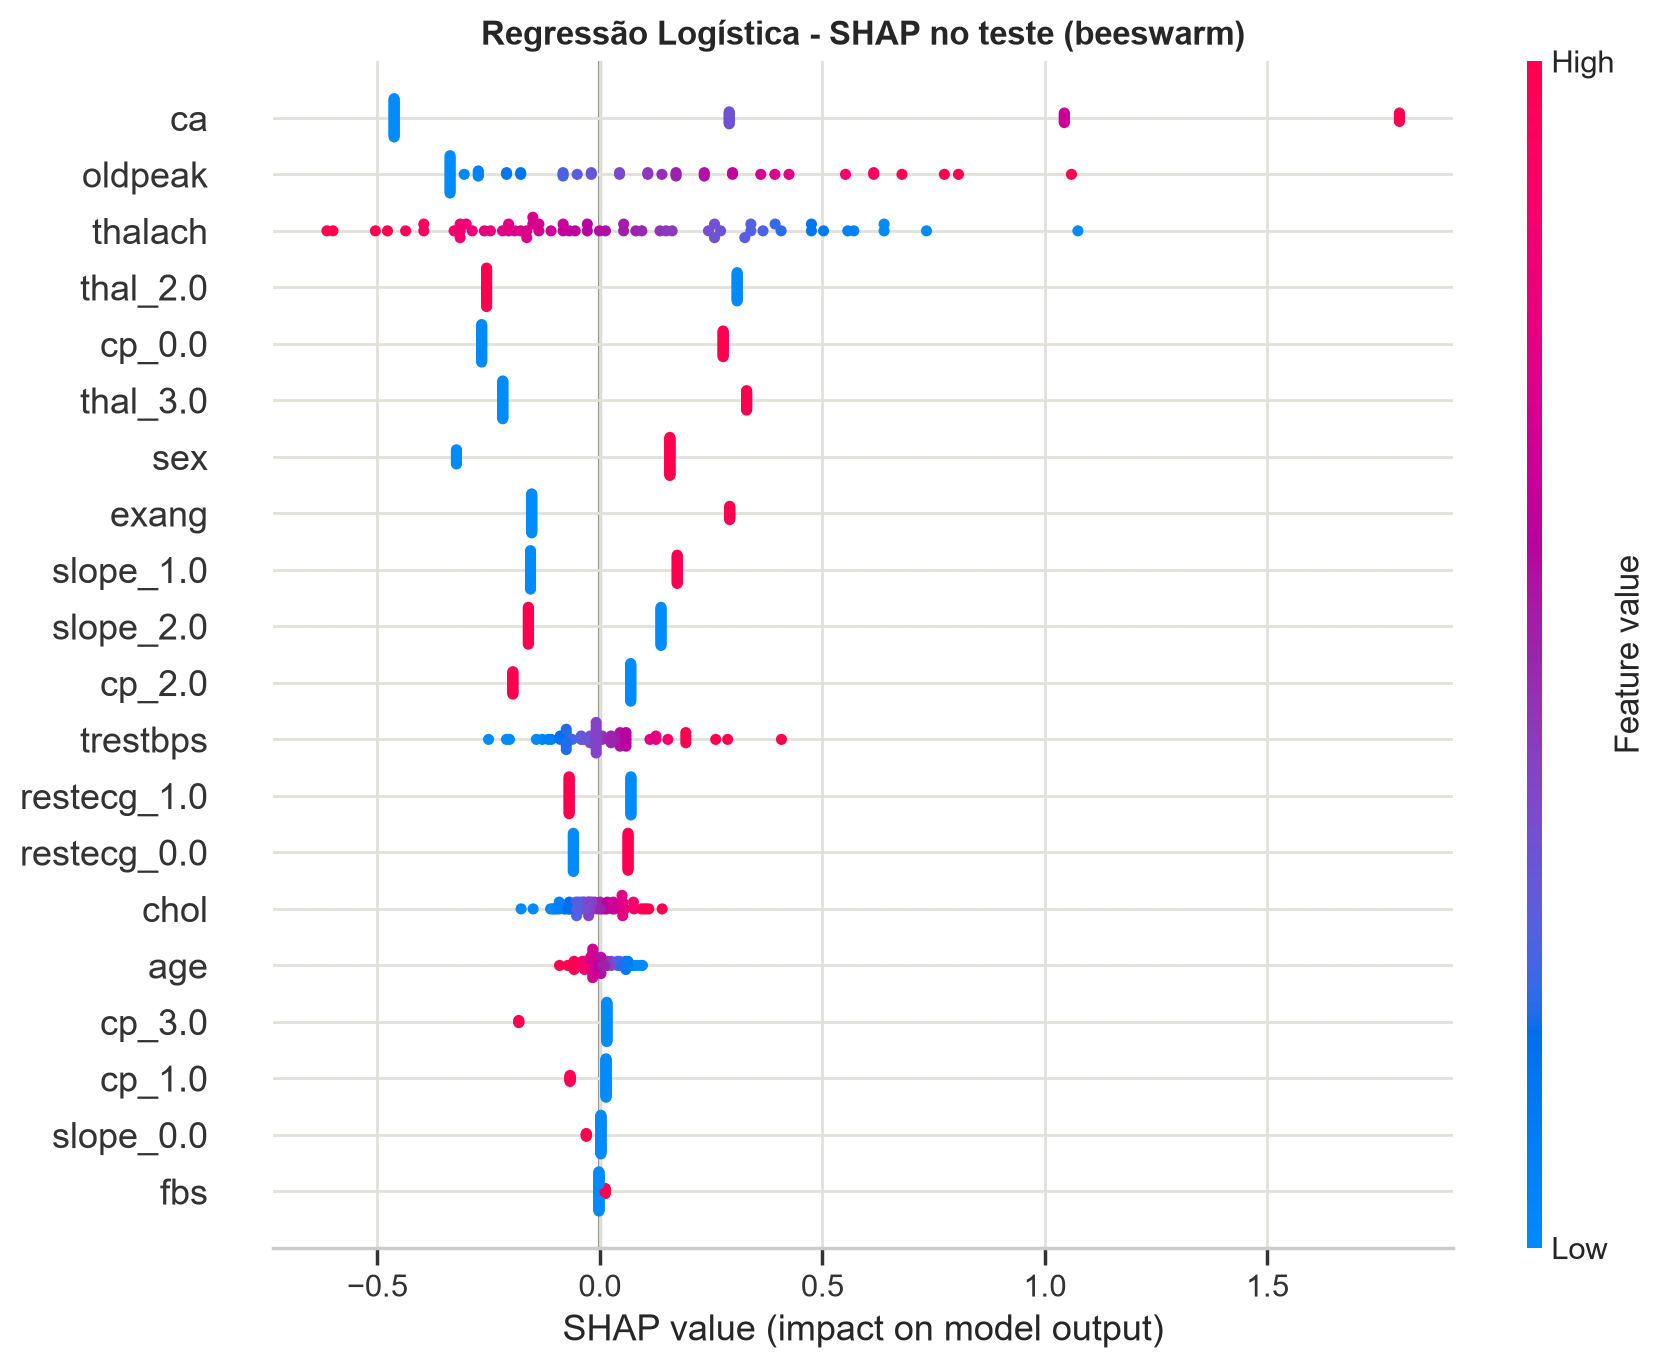 Regressão Logística - SHAP no teste (beeswarm)
High
ca
oldpeak
thalach
thal_2.0
cp_0.0
thal_3.0
sex
exang
slope_1.0
slope_2.0
cp_2.0
trestbps
restecg_1.0
restecg_0.0
chol
age
cp_3.0
cp_1.0
slope_0.0
fbs
Feature value
Low
−0.5 0.0 0.5 1.0 1.5
SHAP value (impact on model output)